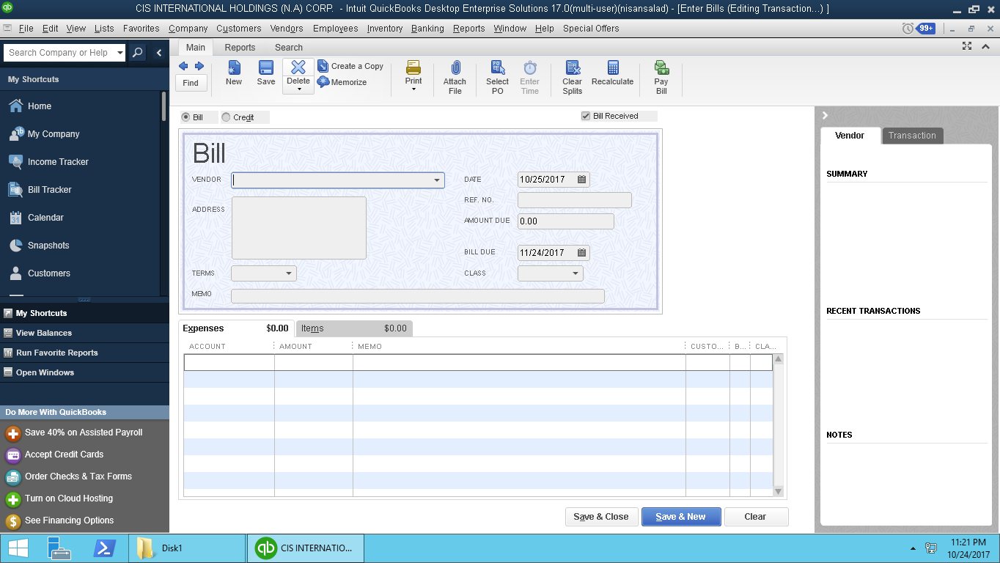 CIS INTERNATIONAL HOLDINGS (N.A) CORP. - Intuit QuickBooks Desktop Enterprise Solutions 17.0(multi-user)(nisansalad) - [Enter Bills (Editing Transaction...) ]
File Edit View Lists Favorites Company Customers Vendors Employees Inventory Banking Reports Window Help Special Offers 99+
Search Company or Help
Main Reports Search
Find
New
Save
Delete
Create a Copy
Memorize
Print
Attach File
Select PO
Enter Time
Clear Splits
Recalculate
Pay Bill
My Shortcuts
Home
My Company
Income Tracker
Bill Tracker
Calendar
31
Snapshots
Customers
My Shortcuts
View Balances
Run Favorite Reports
Open Windows
Do More With QuickBooks
Save 40% on Assisted Payroll
Accept Credit Cards
Order Checks & Tax Forms
Turn on Cloud Hosting
See Financing Options
Bill Credit Bill Received
Bill
VENDOR
ADDRESS
TERMS
MEMO
DATE 10/25/2017
REF. NO.
AMOUNT DUE 0.00
BILL DUE 11/24/2017
CLASS
Expenses $0.00 Items $0.00
ACCOUNT AMOUNT MEMO CUSTO... B... CLA...
Save & Close Save & New Clear
Vendor Transaction
SUMMARY
RECENT TRANSACTIONS
NOTES
Disk1
qb CIS INTERNATIO...
11:21 PM
10/24/2017